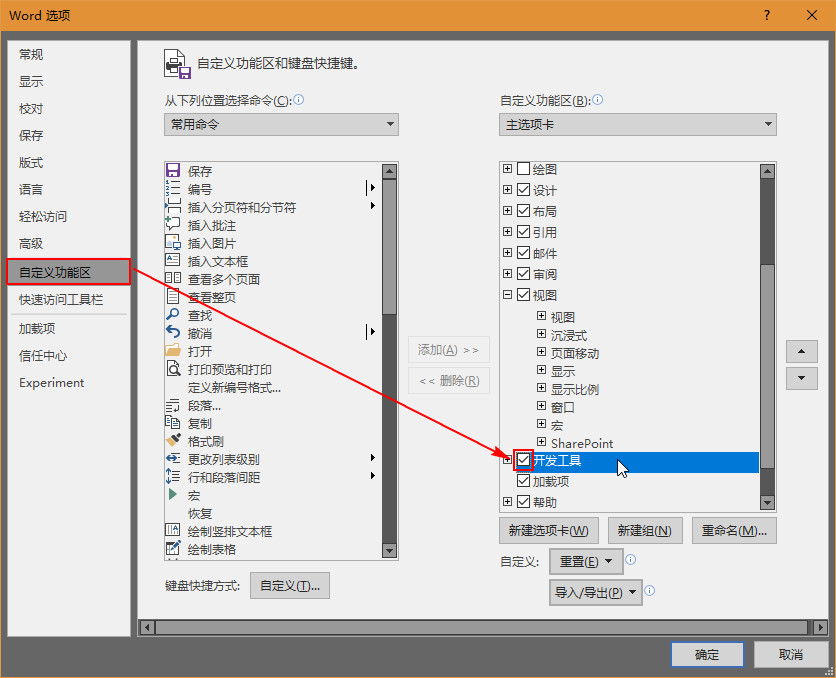 Word 选项
?
常规
显示
校对
保存
版式
语言
轻松访问
高级
自定义功能区
快速访问工具栏
加载项
信任中心
Experiment
自定义功能区和键盘快捷键。
从下列位置选择命令(C):
常用命令
保存
编号
插入分页符和分节符
插入批注
插入图片
插入文本框
查看多个页面
查看整页
查找
撤消
打开
打印预览和打印
定义新编号格式...
段落...
复制
格式刷
更改列表级别
行和段落间距
宏
恢复
绘制竖排文本框
绘制表格
键盘快捷方式:
自定义(T)...
添加(A) >>
<< 删除(R)
自定义功能区(B):
主选项卡
绘图
设计
布局
引用
邮件
审阅
视图
视图
沉浸式
页面移动
显示
显示比例
窗口
宏
SharePoint
开发工具
加载项
帮助
新建选项卡(W)
新建组(N)
重命名(M)...
自定义:
重置(E)
导入/导出(P)
确定
取消